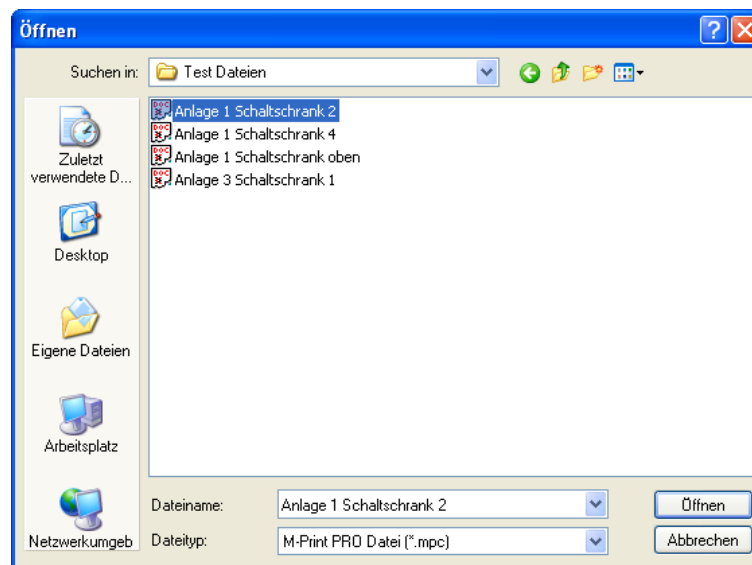 Öffnen
Suchen in: Test Dateien
Anlage 1 Schaltschrank 2
Anlage 1 Schaltschrank 4
Anlage 1 Schaltschrank oben
Anlage 3 Schaltschrank 1
Zuletzt
verwendete D...
Desktop
Eigene Dateien
Arbeitsplatz
Netzwerkumgeb
Dateiname: Anlage 1 Schaltschrank 2 Öffnen
Dateityp: M-Print PRO Datei (*.mpc) Abbrechen